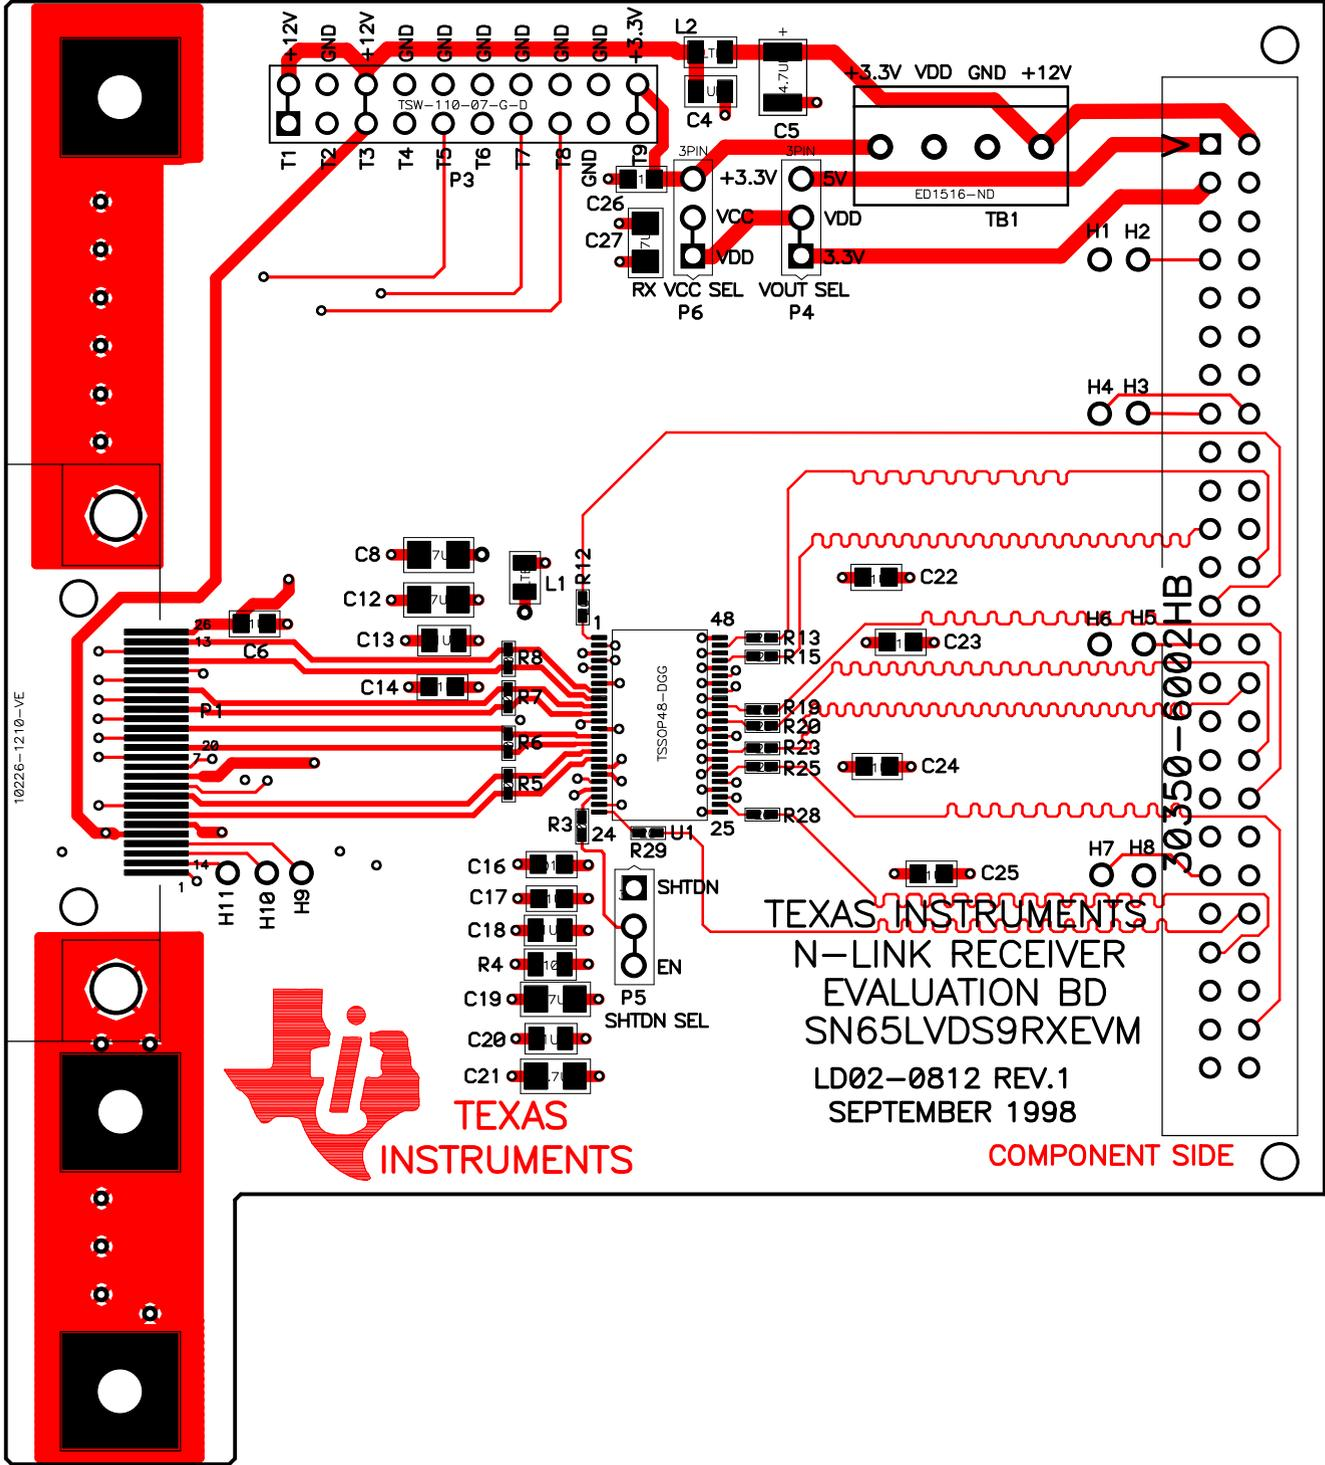 +12V GND +12V GND GND GND GND GND GND +3.3V
TSW-110-07-G-D
T1 T2 T3 T4 T5 T6 T7 T8 GND T9
P3
L2
C4
+
4.7U
C5
+3.3V VDD GND +12V
ED1516-ND
TB1
3PIN
3PIN
+3.3V
VCC
VDD
5V
VDD
3.3V
C26
C27
RX VCC SEL
P6
VOUT SEL
P4
H1 H2
H4 H3
C8
C12
C13
C14
L1
R12
C22
C23
C24
C25
H6 H5
H7 H8
30350-6002HB
26
13
C6
P1
20
7
14
1
10226-1210-VE
H11
H10
H9
R8
R7
R6
R5
1
48
TSSOP48-DGG
24
25
U1
R3
R29
R13
R15
R19
R20
R23
R25
R28
C16
C17
C18
R4
C19
C20
C21
SHTDN
EN
P5
SHTDN SEL
TEXAS INSTRUMENTS
N-LINK RECEIVER
EVALUATION BD
SN65LVDS9RXEVM
LD02-0812 REV.1
SEPTEMBER 1998
TEXAS
INSTRUMENTS
COMPONENT SIDE